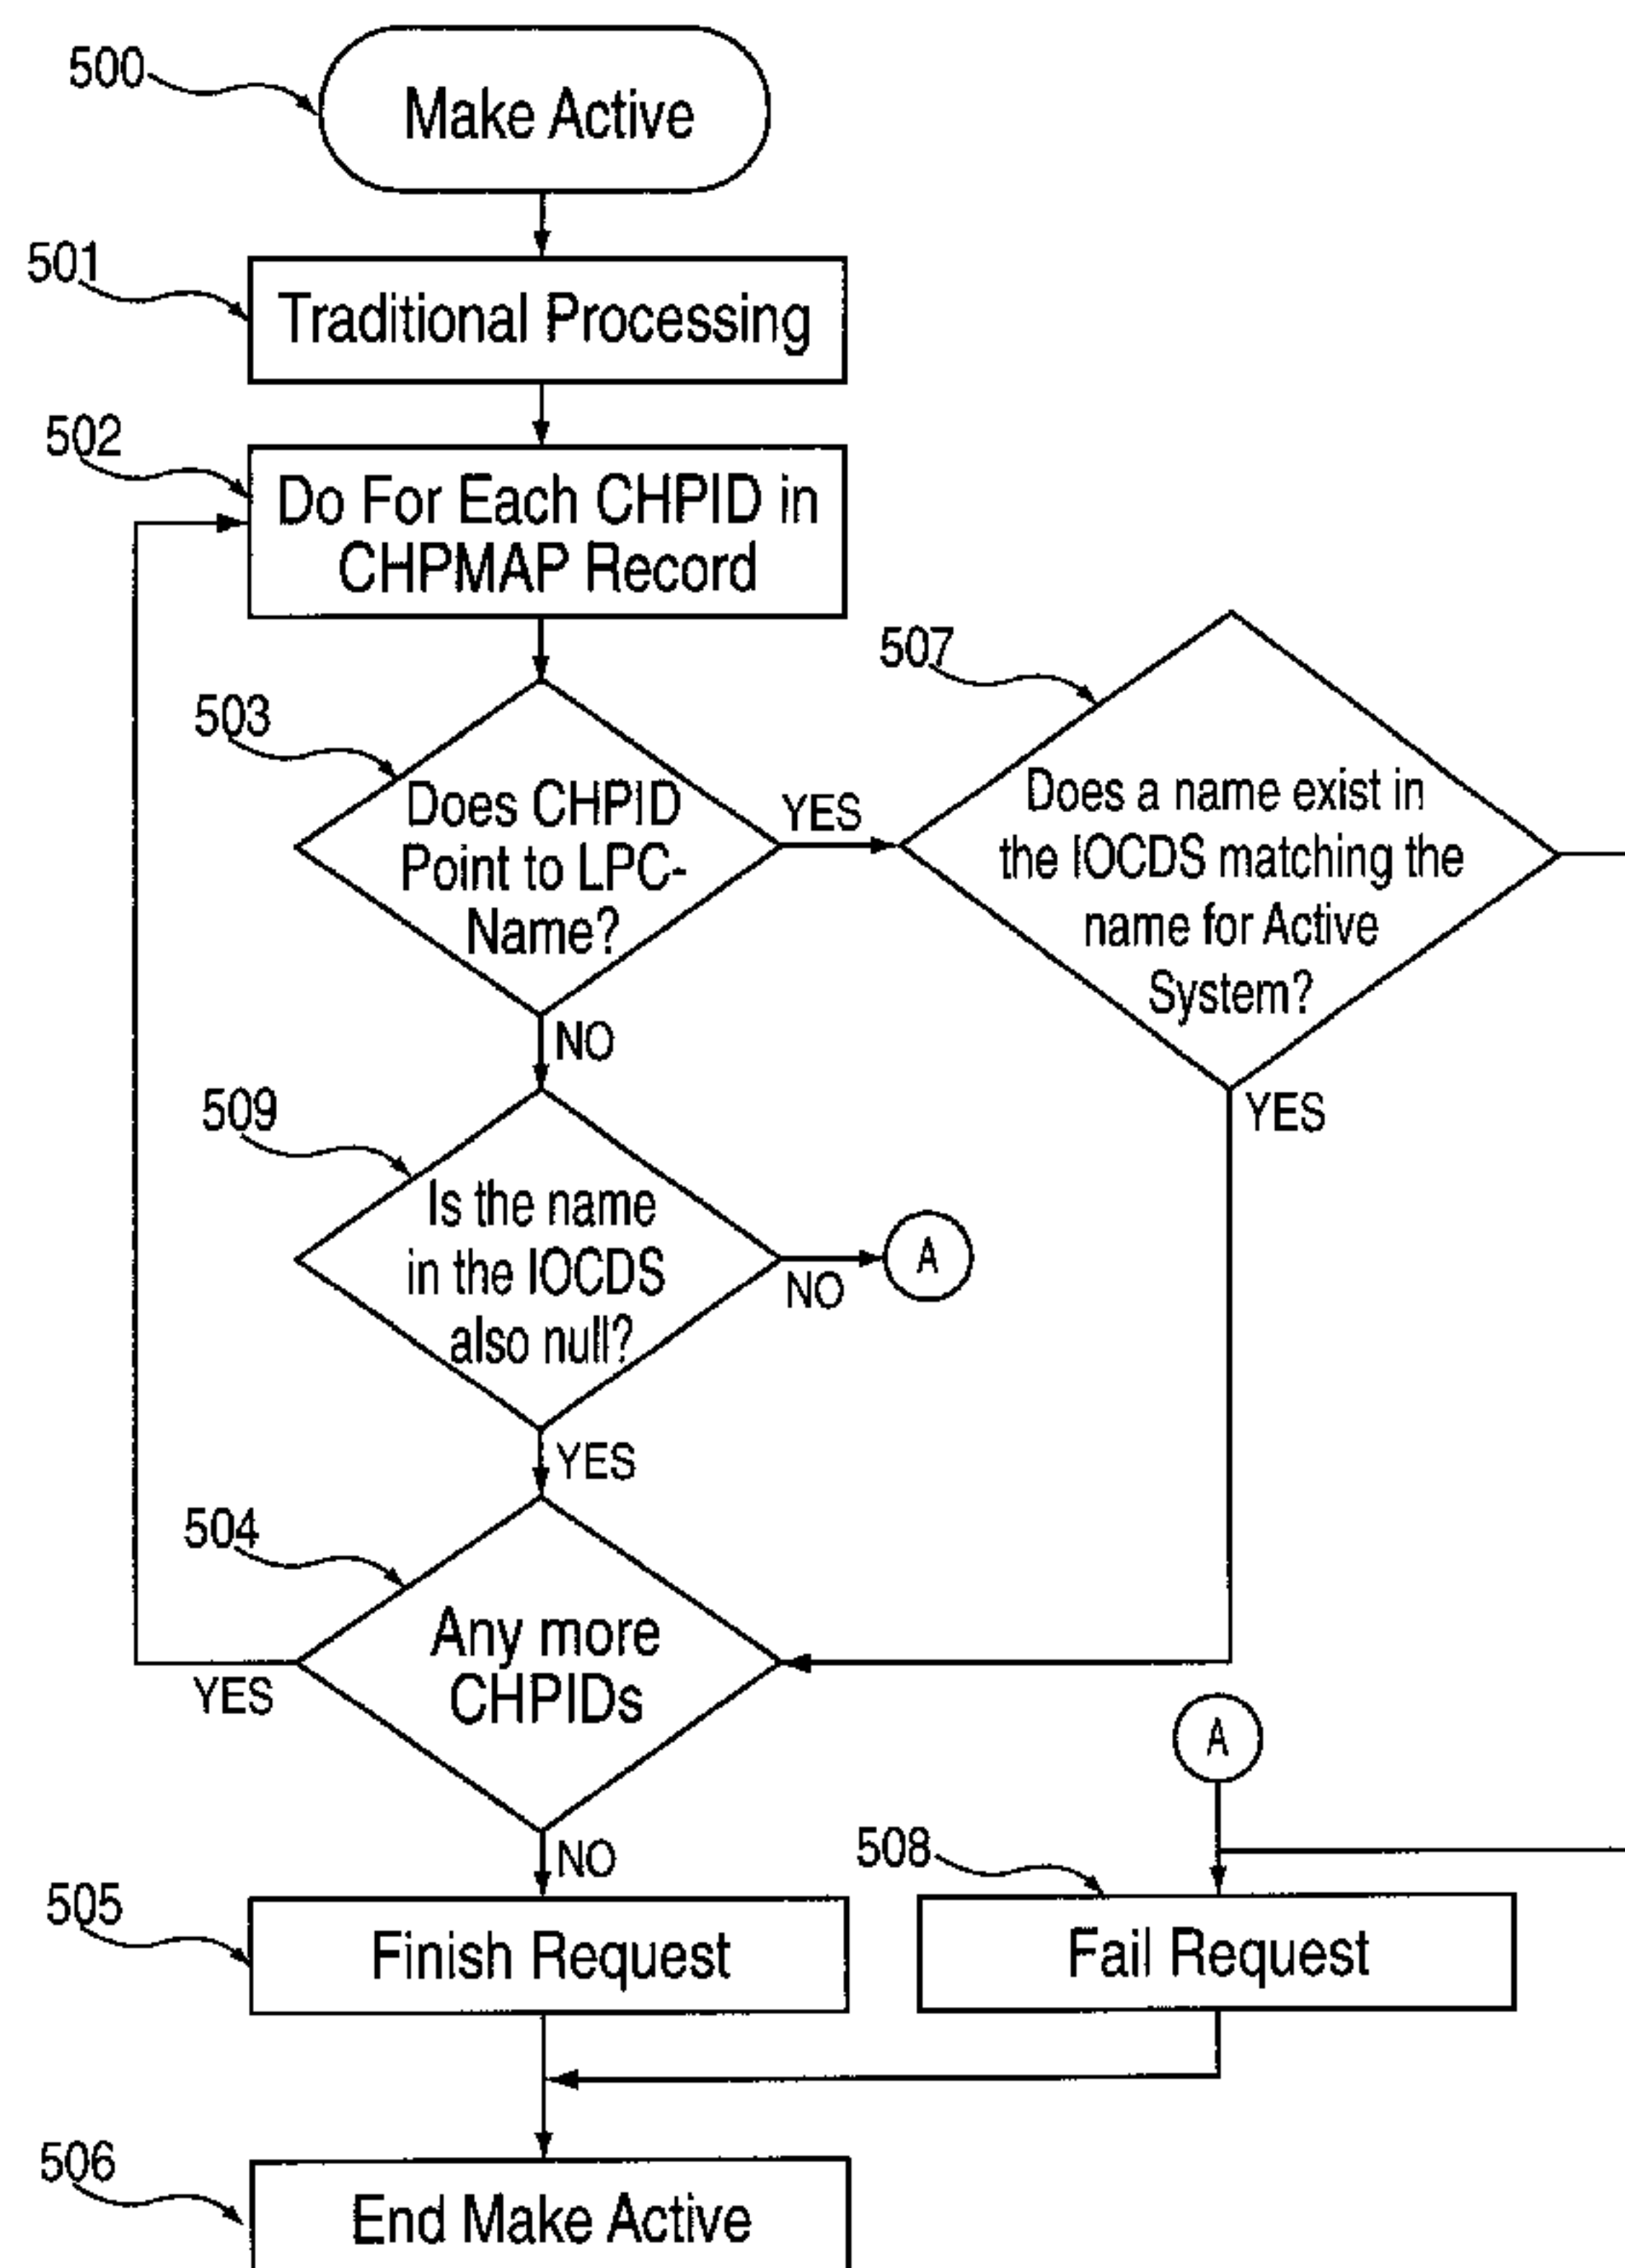 500
Make Active
501
Traditional Processing
502
Do For Each CHPID in
CHPMAP Record
507
503
Does CHPID
Point to LPC-
Name?
YES
Does a name exist in
the IOCDS matching the
name for Active
System?
NO
YES
509
Is the name
in the IOCDS
also null?
NO
A
YES
504
Any more
CHPIDs
YES
A
NO
508
505
Finish Request
Fail Request
506
End Make Active